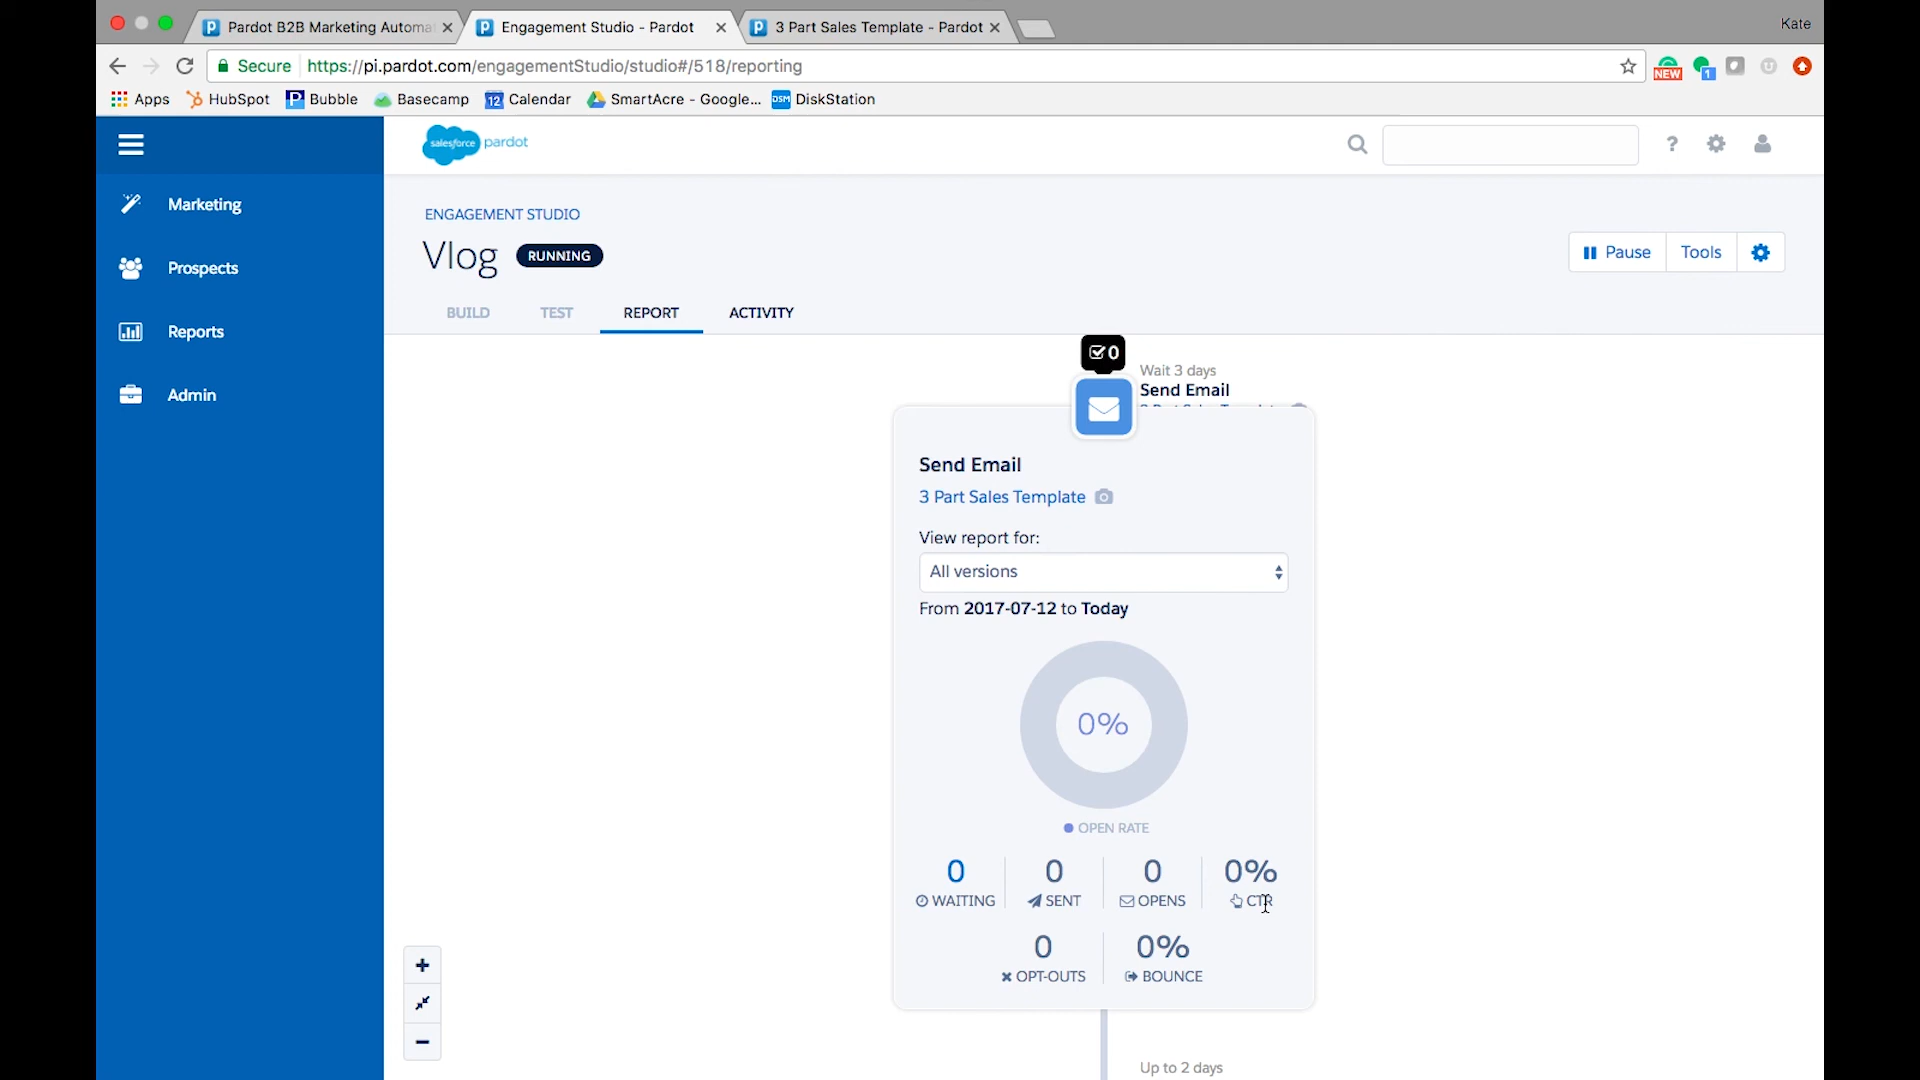 Pardot B2B Marketing Automa
Engagement Studio - Pardot
3 Part Sales Template - Pardot
Kate
Secure
https://pi.pardot.com/engagementStudio/studio#/518/reporting
NEW
1
Apps
HubSpot
Bubble
Basecamp
12 Calendar
SmartAcre - Google...
DSM DiskStation
salesforce pardot
?
Marketing
Prospects
Reports
Admin
ENGAGEMENT STUDIO
Vlog RUNNING
Pause
Tools
BUILD
TEST
REPORT
ACTIVITY
0
Wait 3 days
Send Email
Send Email
3 Part Sales Template
View report for:
All versions
From 2017-07-12 to Today
0%
OPEN RATE
0 0 0 0%
WAITING SENT OPENS CTR
0 0%
OPT-OUTS BOUNCE
Up to 2 days